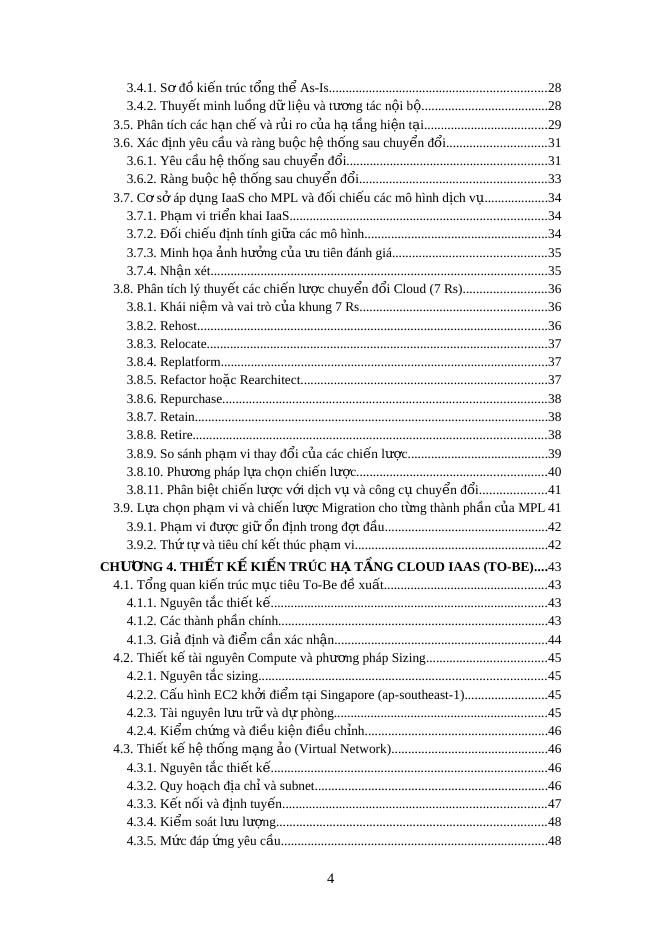 3.4.1. Sơ đồ kiến trúc tổng thể As-Is.................................................................28
3.4.2. Thuyết minh luồng dữ liệu và tương tác nội bộ......................................28
3.5. Phân tích các hạn chế và rủi ro của hạ tầng hiện tại.....................................29
3.6. Xác định yêu cầu và ràng buộc hệ thống sau chuyển đổi..............................31
3.6.1. Yêu cầu hệ thống sau chuyển đổi............................................................31
3.6.2. Ràng buộc hệ thống sau chuyển đổi........................................................33
3.7. Cơ sở áp dụng IaaS cho MPL và đối chiếu các mô hình dịch vụ...................34
3.7.1. Phạm vi triển khai IaaS.............................................................................34
3.7.2. Đối chiếu định tính giữa các mô hình.......................................................34
3.7.3. Minh họa ảnh hưởng của ưu tiên đánh giá..............................................35
3.7.4. Nhận xét.....................................................................................................35
3.8. Phân tích lý thuyết các chiến lược chuyển đổi Cloud (7 Rs).........................36
3.8.1. Khái niệm và vai trò của khung 7 Rs........................................................36
3.8.2. Rehost.........................................................................................................36
3.8.3. Relocate......................................................................................................37
3.8.4. Replatform..................................................................................................37
3.8.5. Refactor hoặc Rearchitect..........................................................................37
3.8.6. Repurchase.................................................................................................38
3.8.7. Retain..........................................................................................................38
3.8.8. Retire..........................................................................................................38
3.8.9. So sánh phạm vi thay đổi của các chiến lược..........................................39
3.8.10. Phương pháp lựa chọn chiến lược.........................................................40
3.8.11. Phân biệt chiến lược với dịch vụ và công cụ chuyển đổi....................41
3.9. Lựa chọn phạm vi và chiến lược Migration cho từng thành phần của MPL 41
3.9.1. Phạm vi được giữ ổn định trong đợt đầu.................................................42
3.9.2. Thứ tự và tiêu chí kết thúc phạm vi..........................................................42
CHƯƠNG 4. THIẾT KẾ KIẾN TRÚC HẠ TẦNG CLOUD IAAS (TO-BE)....43
4.1. Tổng quan kiến trúc mục tiêu To-Be đề xuất.................................................43
4.1.1. Nguyên tắc thiết kế...................................................................................43
4.1.2. Các thành phần chính.................................................................................43
4.1.3. Giả định và điểm cần xác nhận................................................................44
4.2. Thiết kế tài nguyên Compute và phương pháp Sizing....................................45
4.2.1. Nguyên tắc sizing.......................................................................................45
4.2.2. Cấu hình EC2 khởi điểm tại Singapore (ap-southeast-1).........................45
4.2.3. Tài nguyên lưu trữ và dự phòng................................................................45
4.2.4. Kiểm chứng và điều kiện điều chỉnh.......................................................46
4.3. Thiết kế hệ thống mạng ảo (Virtual Network)...............................................46
4.3.1. Nguyên tắc thiết kế...................................................................................46
4.3.2. Quy hoạch địa chỉ và subnet......................................................................46
4.3.3. Kết nối và định tuyến................................................................................47
4.3.4. Kiểm soát lưu lượng..................................................................................48
4.3.5. Mức đáp ứng yêu cầu................................................................................48
4